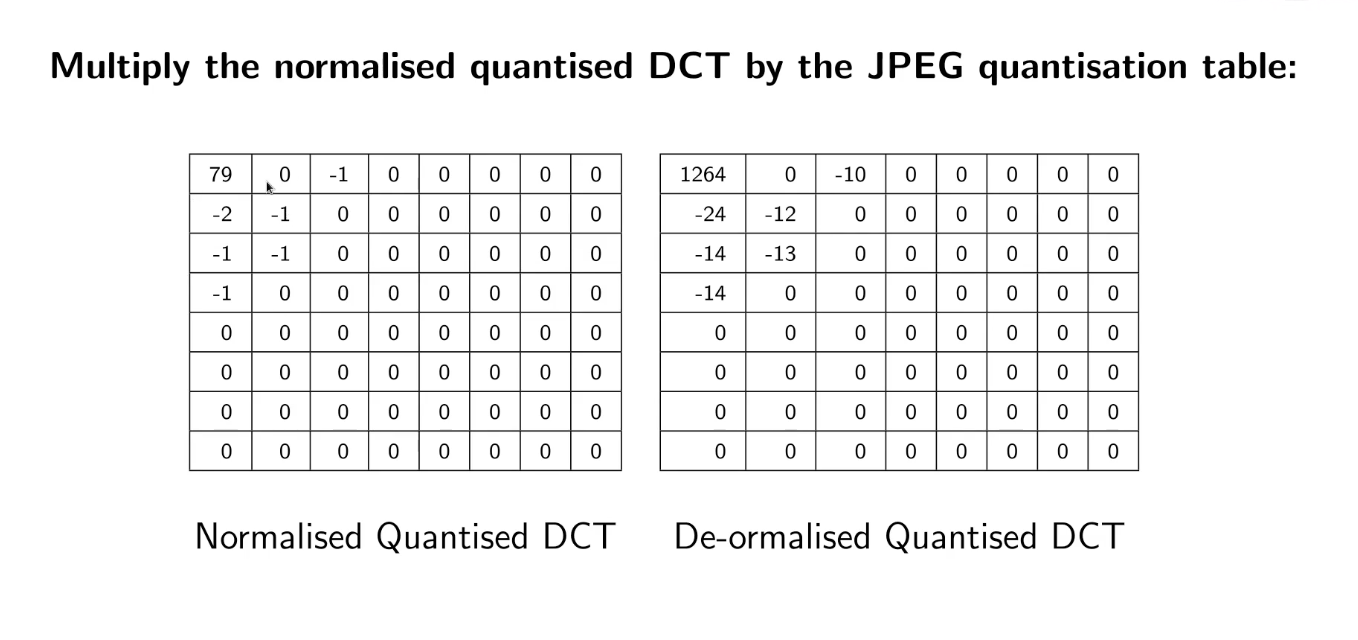 Multiply the normalised quantised DCT by the JPEG quantisation table:
79 0 -1 0 0 0 0 0 1264 0 -10 0 0 0 0 0
-2 -1 0 0 0 0 0 0 -24 -12 0 0 0 0 0 0
-1 -1 0 0 0 0 0 0 -14 -13 0 0 0 0 0 0
-1 0 0 0 0 0 0 0 -14 0 0 0 0 0 0 0
0 0 0 0 0 0 0 0 0 0 0 0 0 0 0 0
0 0 0 0 0 0 0 0 0 0 0 0 0 0 0 0
0 0 0 0 0 0 0 0 0 0 0 0 0 0 0 0
0 0 0 0 0 0 0 0 0 0 0 0 0 0 0 0
Normalised Quantised DCT De-ormalised Quantised DCT